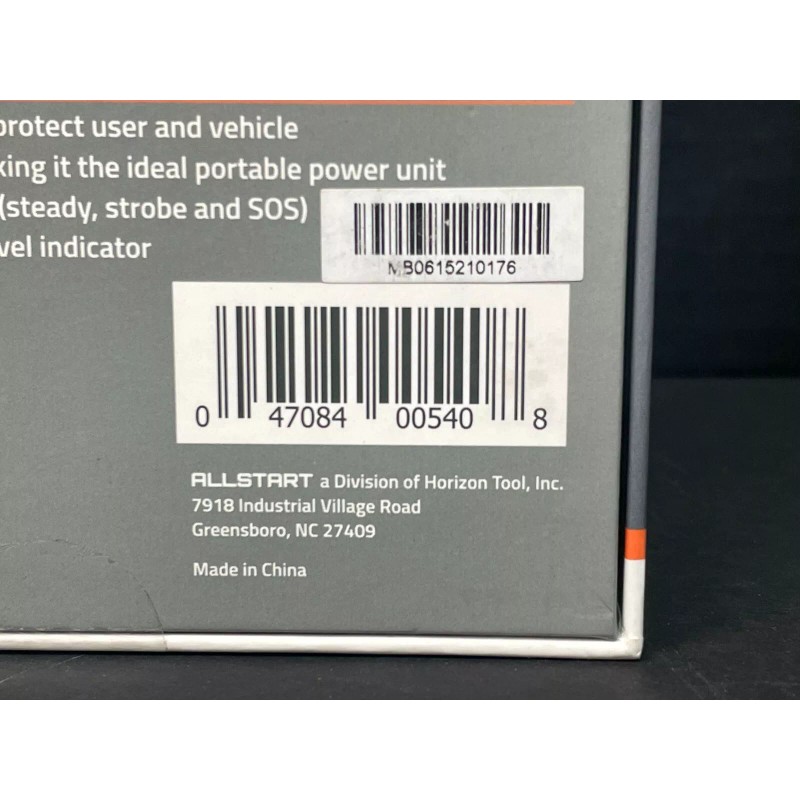 protect user and vehicle
king it the ideal portable power unit
(steady, strobe and SOS)
vel indicator
MB0615210176
0 47084 00540 8
ALLSTART a Division of Horizon Tool, Inc.
7918 Industrial Village Road
Greensboro, NC 27409
Made in China